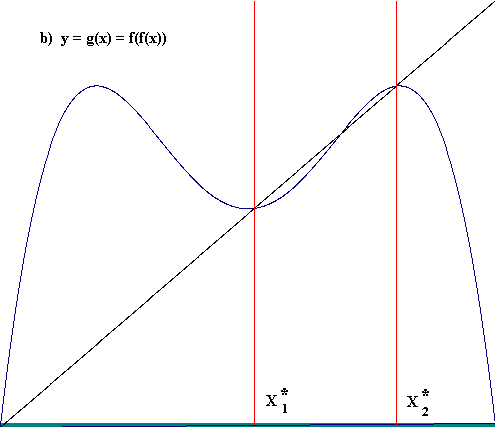 b) y = g(x) = f(f(x))
X*1
X*2